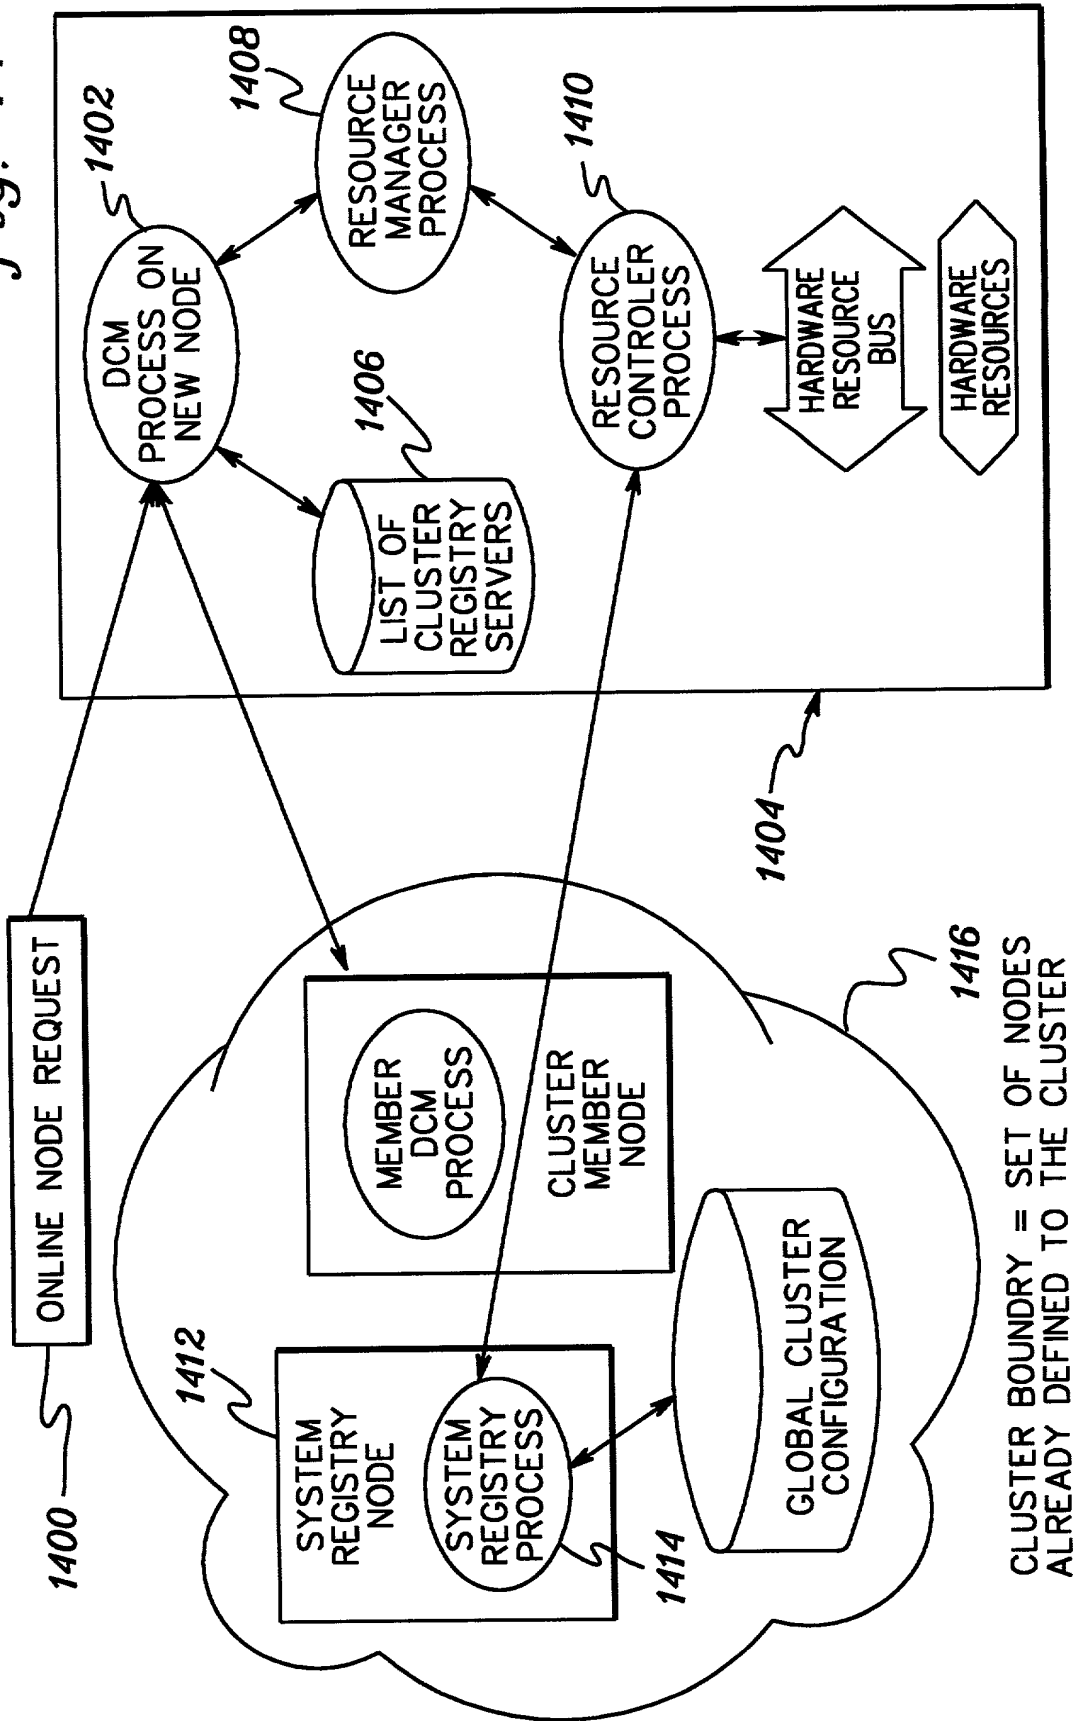 1400
ONLINE NODE REQUEST
1412
SYSTEM
REGISTRY
NODE
SYSTEM
REGISTRY
PROCESS
1414
MEMBER
DCM
PROCESS
CLUSTER
MEMBER
NODE
GLOBAL CLUSTER
CONFIGURATION
1416
CLUSTER BOUNDRY = SET OF NODES
ALREADY DEFINED TO THE CLUSTER
1402
DCM
PROCESS ON
NEW NODE
1408
RESOURCE
MANAGER
PROCESS
1406
LIST OF
CLUSTER
REGISTRY
SERVERS
1410
RESOURCE
CONTROLER
PROCESS
HARDWARE
RESOURCE
BUS
HARDWARE
RESOURCES
1404